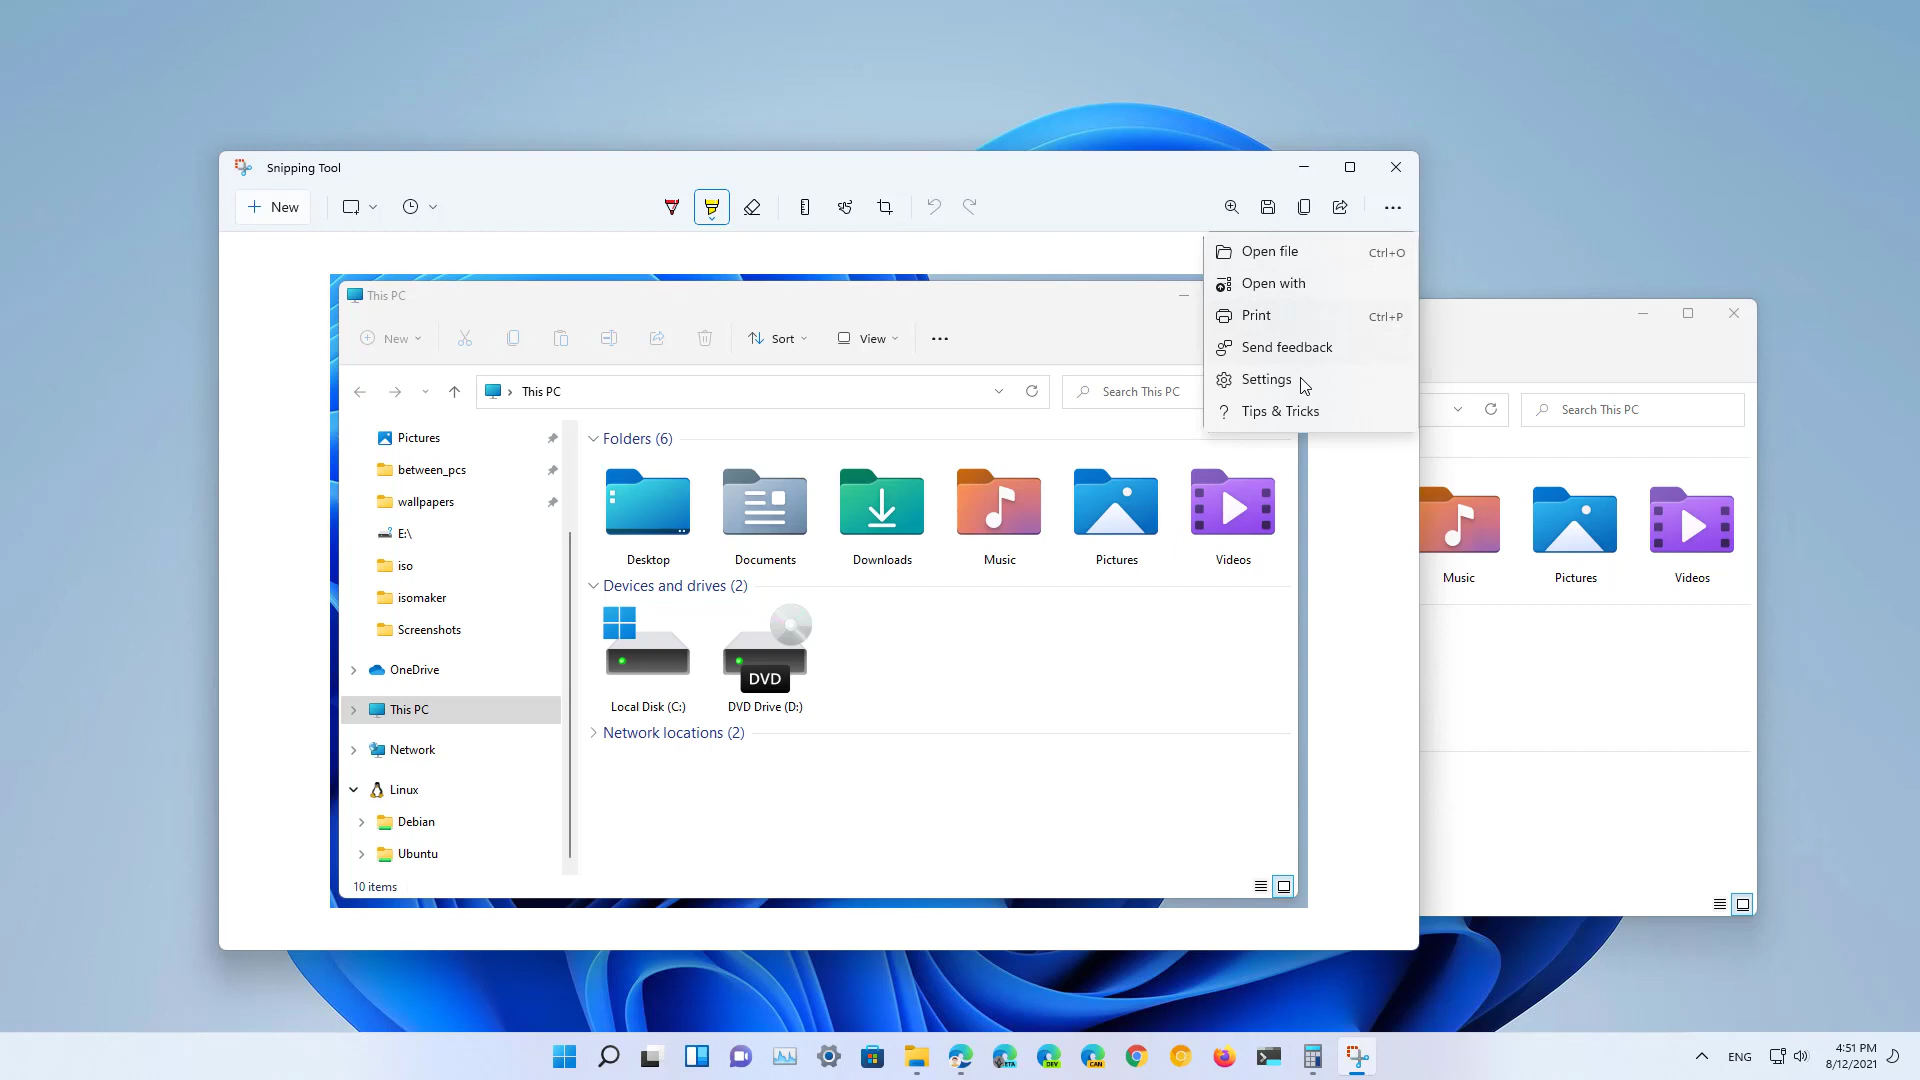 Snipping Tool
New
Open file Ctrl+O
Open with
Print Ctrl+P
Send feedback
Settings
Tips & Tricks
This PC
New
Sort
View
This PC
Search This PC
Pictures
between_pcs
wallpapers
E:\
iso
isomaker
Screenshots
OneDrive
This PC
Network
Linux
Debian
Ubuntu
10 items
Folders (6)
Desktop Documents Downloads Music Pictures Videos
Devices and drives (2)
DVD
Local Disk (C:) DVD Drive (D:)
Network locations (2)
Search This PC
Music Pictures Videos
BETA
DEV
CAN
ENG
4:51 PM
8/12/2021